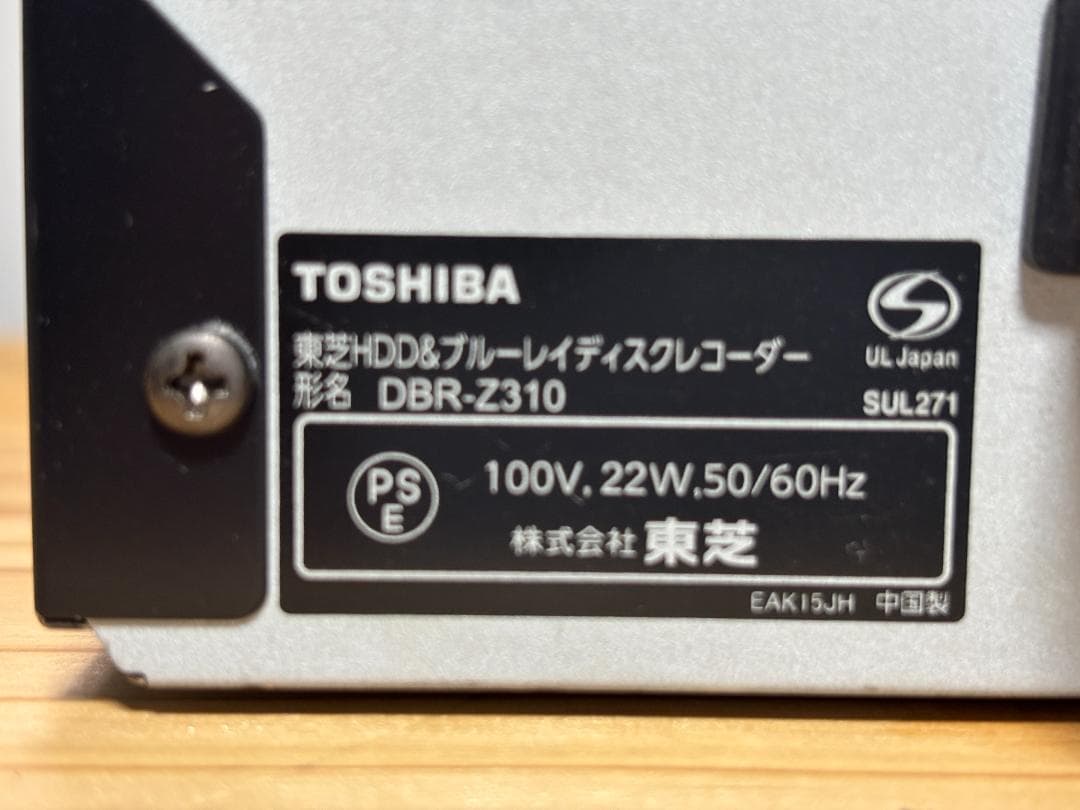 TOSHIBA
UL Japan
東芝HDD&ブルーレイディスクレコーダー
形名 DBR-Z310
SUL271
PS
E
100V, 22W, 50/60Hz
株式会社 東芝
EAK15JH 中国製